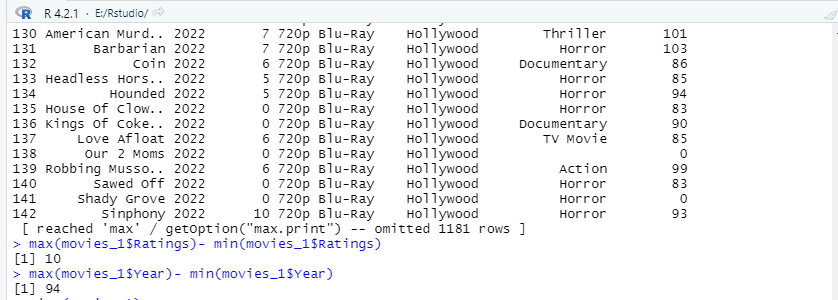 R 4.2.1 · E:/Rstudio/
130 American Murd.. 2022 7 720p Blu-Ray Hollywood Thriller 101
131 Barbarian 2022 7 720p Blu-Ray Hollywood Horror 103
132 Coin 2022 6 720p Blu-Ray Hollywood Documentary 86
133 Headless Hors.. 2022 5 720p Blu-Ray Hollywood Horror 85
134 Hounded 2022 5 720p Blu-Ray Hollywood Horror 94
135 House Of Clow.. 2022 0 720p Blu-Ray Hollywood Horror 83
136 Kings Of Coke.. 2022 0 720p Blu-Ray Hollywood Documentary 90
137 Love Afloat 2022 6 720p Blu-Ray Hollywood TV Movie 85
138 Our 2 Moms 2022 0 720p Blu-Ray Hollywood 0
139 Robbing Musso.. 2022 6 720p Blu-Ray Hollywood Action 99
140 Sawed Off 2022 0 720p Blu-Ray Hollywood Horror 83
141 Shady Grove 2022 0 720p Blu-Ray Hollywood Horror 0
142 Sinphony 2022 10 720p Blu-Ray Hollywood Horror 93
[ reached 'max' / getOption("max.print") -- omitted 1181 rows ]
> max(movies_1$Ratings)- min(movies_1$Ratings)
[1] 10
> max(movies_1$Year)- min(movies_1$Year)
[1] 94